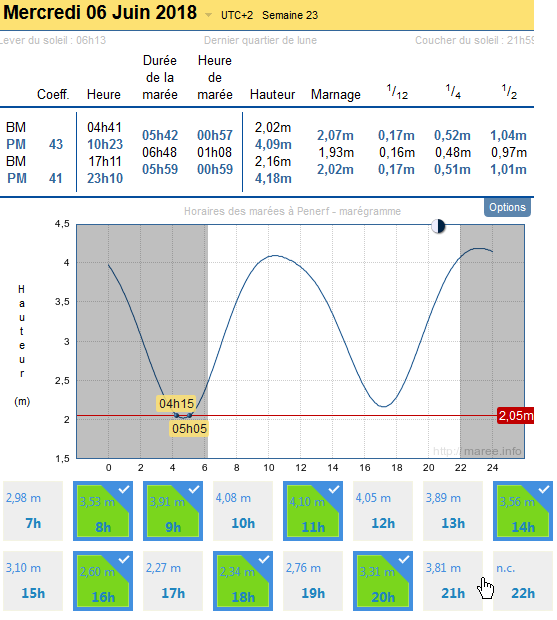 Mercredi 06 Juin 2018 UTC+2 Semaine 23
Lever du soleil : 06h13 Dernier quartier de lune Coucher du soleil : 21h59
Durée Heure
de la de
Coeff. Heure marée marée Hauteur Marnage 1/12 1/4 1/2
BM 04h41 2,02m
05h42 00h57 2,07m 0,17m 0,52m 1,04m
PM 43 10h23 4,09m
06h48 01h08 1,93m 0,16m 0,48m 0,97m
BM 17h11 2,16m
05h59 00h59 2,02m 0,17m 0,51m 1,01m
PM 41 23h10 4,18m
Options
Horaires des marées à Penerf - marégramme
4,5
4
3,5
3
2,5
2
1,5
Hauteur
(m)
04h15
05h05
2,05m
http://maree.info
0 2 4 6 8 10 12 14 16 18 20 22 24
2,98 m 3,53 m 3,91 m 4,08 m 4,10 m 4,05 m 3,89 m 3,56 m
7h 8h 9h 10h 11h 12h 13h 14h
3,10 m 2,60 m 2,27 m 2,34 m 2,76 m 3,31 m 3,81 m n.c.
15h 16h 17h 18h 19h 20h 21h 22h